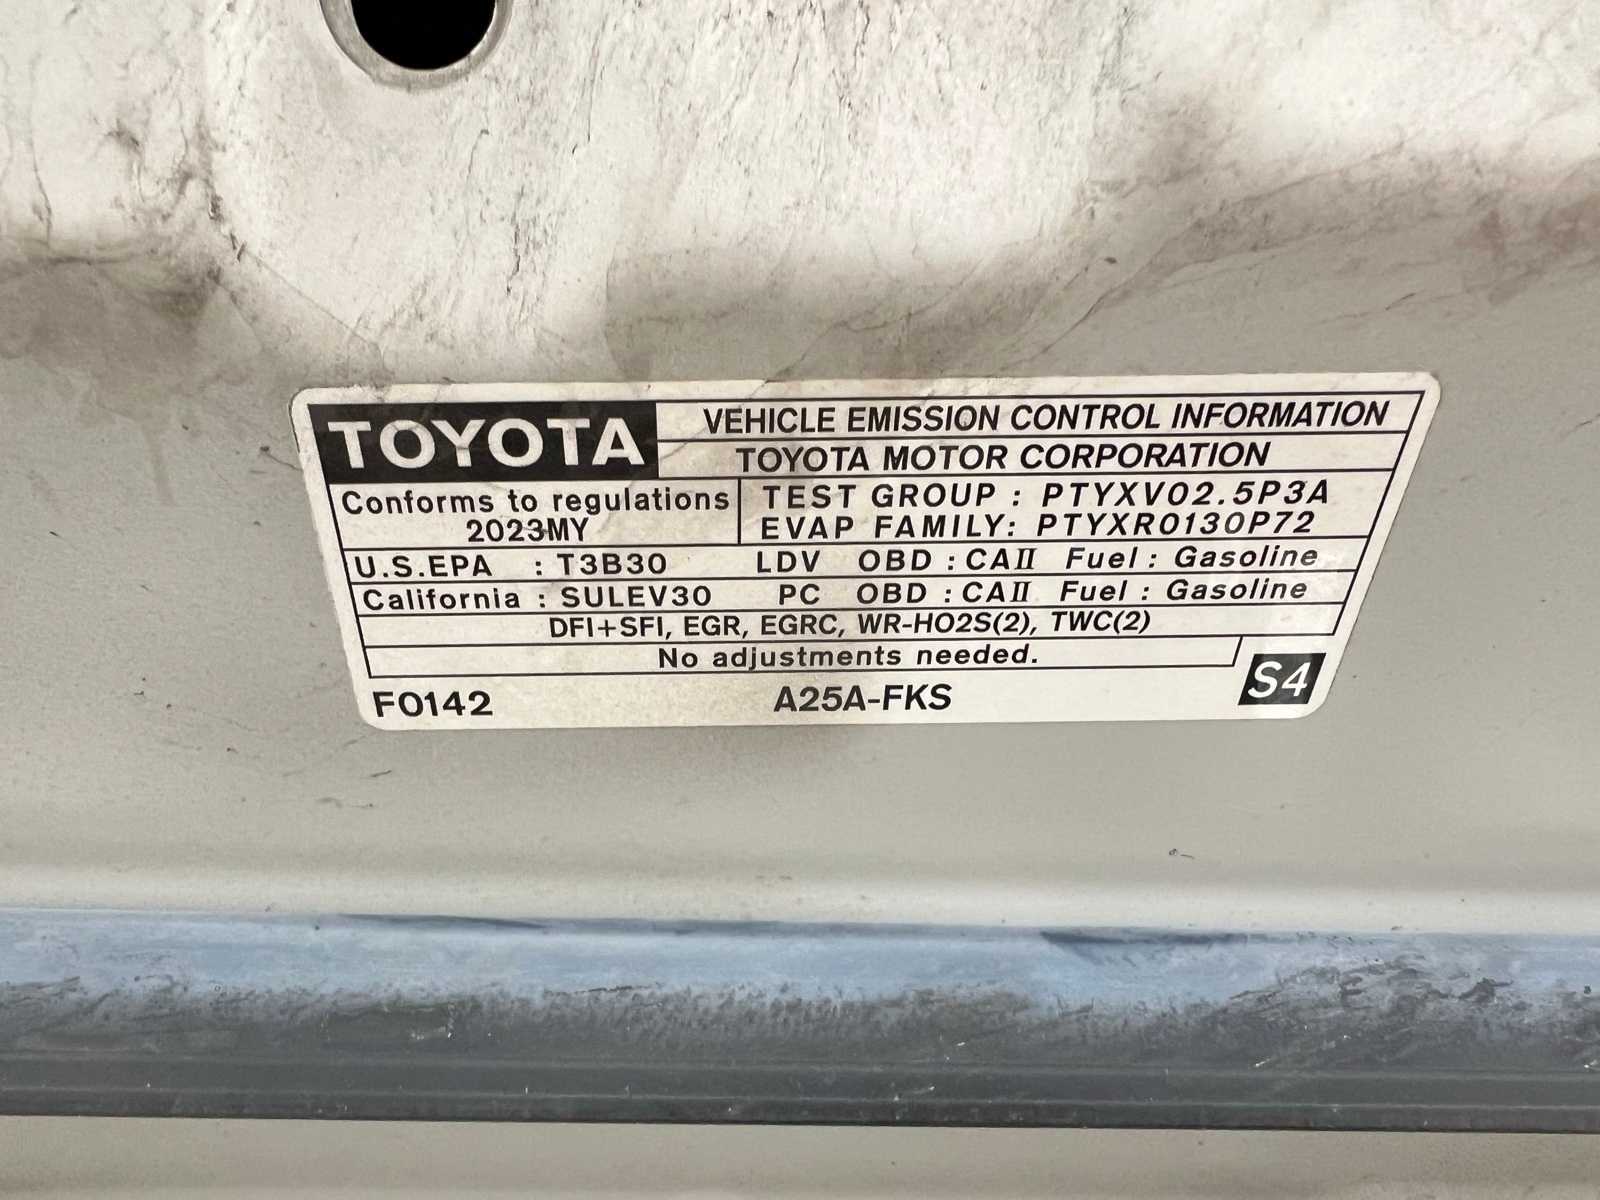 TOYOTA
VEHICLE EMISSION CONTROL INFORMATION
TOYOTA MOTOR CORPORATION
Conforms to regulations
2023MY
TEST GROUP : PTYXV02.5P3A
EVAP FAMILY: PTYXR0130P72
U.S.EPA : T3B30 LDV OBD : CAⅡ Fuel : Gasoline
California : SULEV30 PC OBD : CAⅡ Fuel : Gasoline
DFI+SFI, EGR, EGRC, WR-HO2S(2), TWC(2)
No adjustments needed.
F0142 A25A-FKS S4